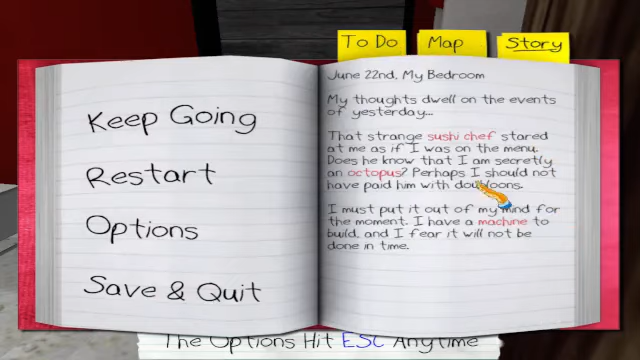 To Do
Map
Story
Keep Going
Restart
Options
Save & Quit
June 22nd, My Bedroom
My thoughts dwell on the events
of yesterday...
That strange sushi chef stared
at me as if I was on the menu.
Does he know that I am secretly
an octopus? Perhaps I should not
have paid him with doubloons.
I must put it out of my mind for
the moment. I have a machine to
build, and I fear it will not be
done in time.
The Options Hit ESC Anytime